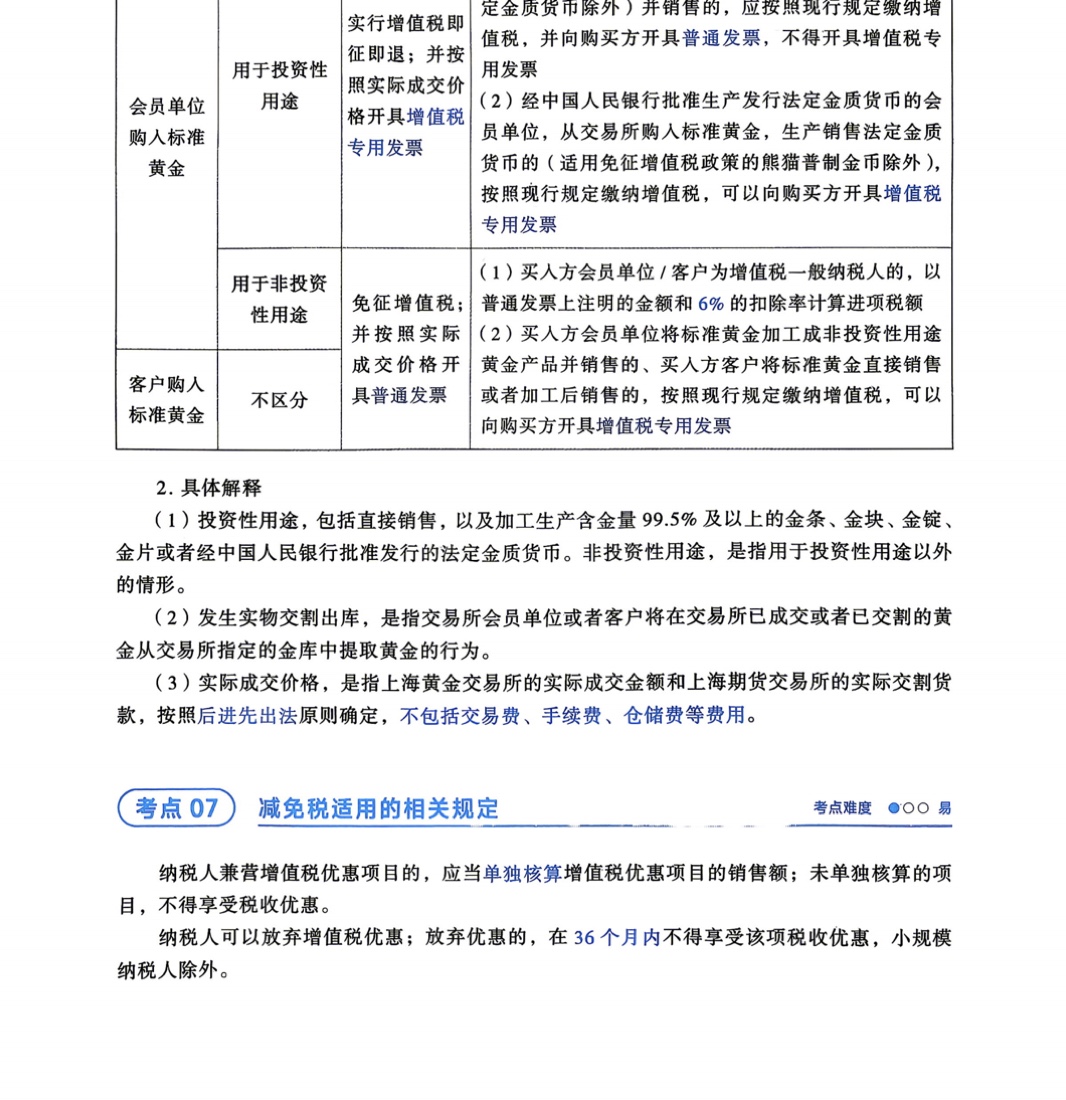 会员单位
购人标准
黄金
用于投资性
用途
实行增值税即
征即退；并按
照实际成交价
格开具增值税
专用发票
定金质货币除外）并销售的，应按照现行规定缴纳增
值税，并向购买方开具普通发票，不得开具增值税专
用发票
（2）经中国人民银行批准生产发行法定金质货币的会
员单位，从交易所购入标准黄金，生产销售法定金质
货币的（适用免征增值税政策的熊猫普制金币除外），
按照现行规定缴纳增值税，可以向购买方开具增值税
专用发票
用于非投资
性用途
免征增值税；
并按照实际
成交价格开
具普通发票
（1）买入方会员单位/客户为增值税一般纳税人的，以
普通发票上注明的金额和6%的扣除率计算进项税额
（2）买入方会员单位将标准黄金加工成非投资性用途
黄金产品并销售的、买入方客户将标准黄金直接销售
或者加工后销售的，按照现行规定缴纳增值税，可以
向购买方开具增值税专用发票
客户购入
标准黄金
不区分
2. 具体解释
（1）投资性用途，包括直接销售，以及加工生产含金量99.5%及以上的金条、金块、金锭、
金片或者经中国人民银行批准发行的法定金质货币。非投资性用途，是指用于投资性用途以外
的情形。
（2）发生实物交割出库，是指交易所会员单位或者客户将在交易所已成交或者已交割的黄
金从交易所指定的金库中提取黄金的行为。
（3）实际成交价格，是指上海黄金交易所的实际成交金额和上海期货交易所的实际交割货
款，按照后进先出法原则确定，不包括交易费、手续费、仓储费等费用。
考点 07 减免税适用的相关规定 考点难度 ●○○ 易
纳税人兼营增值税优惠项目的，应当单独核算增值税优惠项目的销售额；未单独核算的项
目，不得享受税收优惠。
纳税人可以放弃增值税优惠；放弃优惠的，在36个月内不得享受该项税收优惠，小规模
纳税人除外。